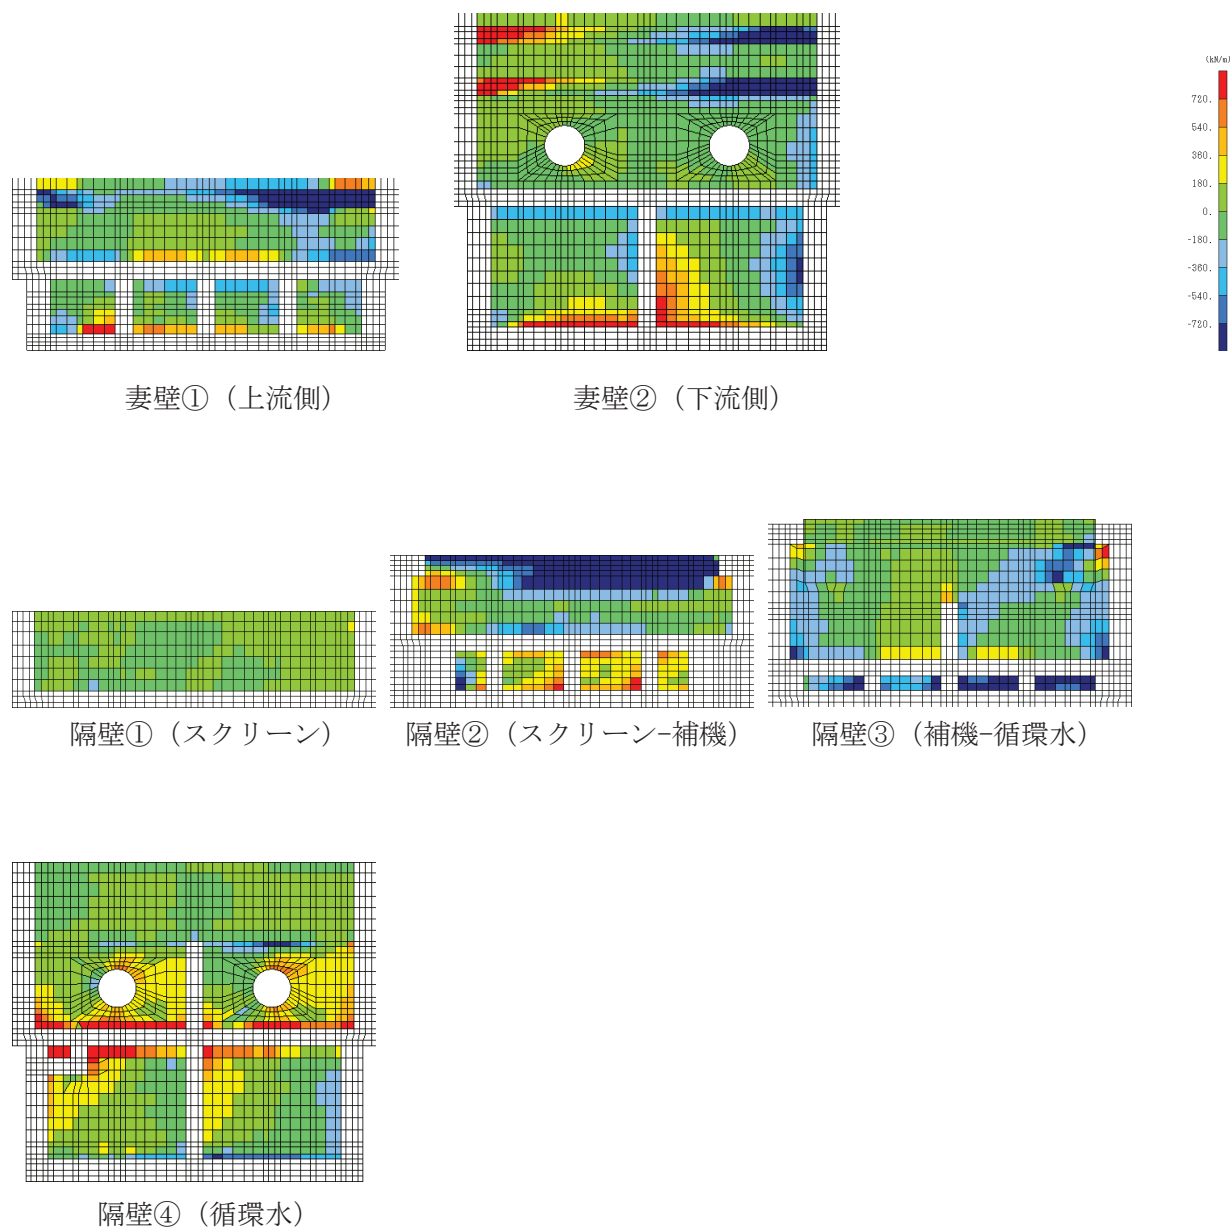 (kN/m)
720.
540.
360.
180.
0.
-180.
-360.
-540.
-720.
妻壁①（上流側）
妻壁②（下流側）
隔壁①（スクリーン）
隔壁②（スクリーン-補機）
隔壁③（補機-循環水）
隔壁④（循環水）